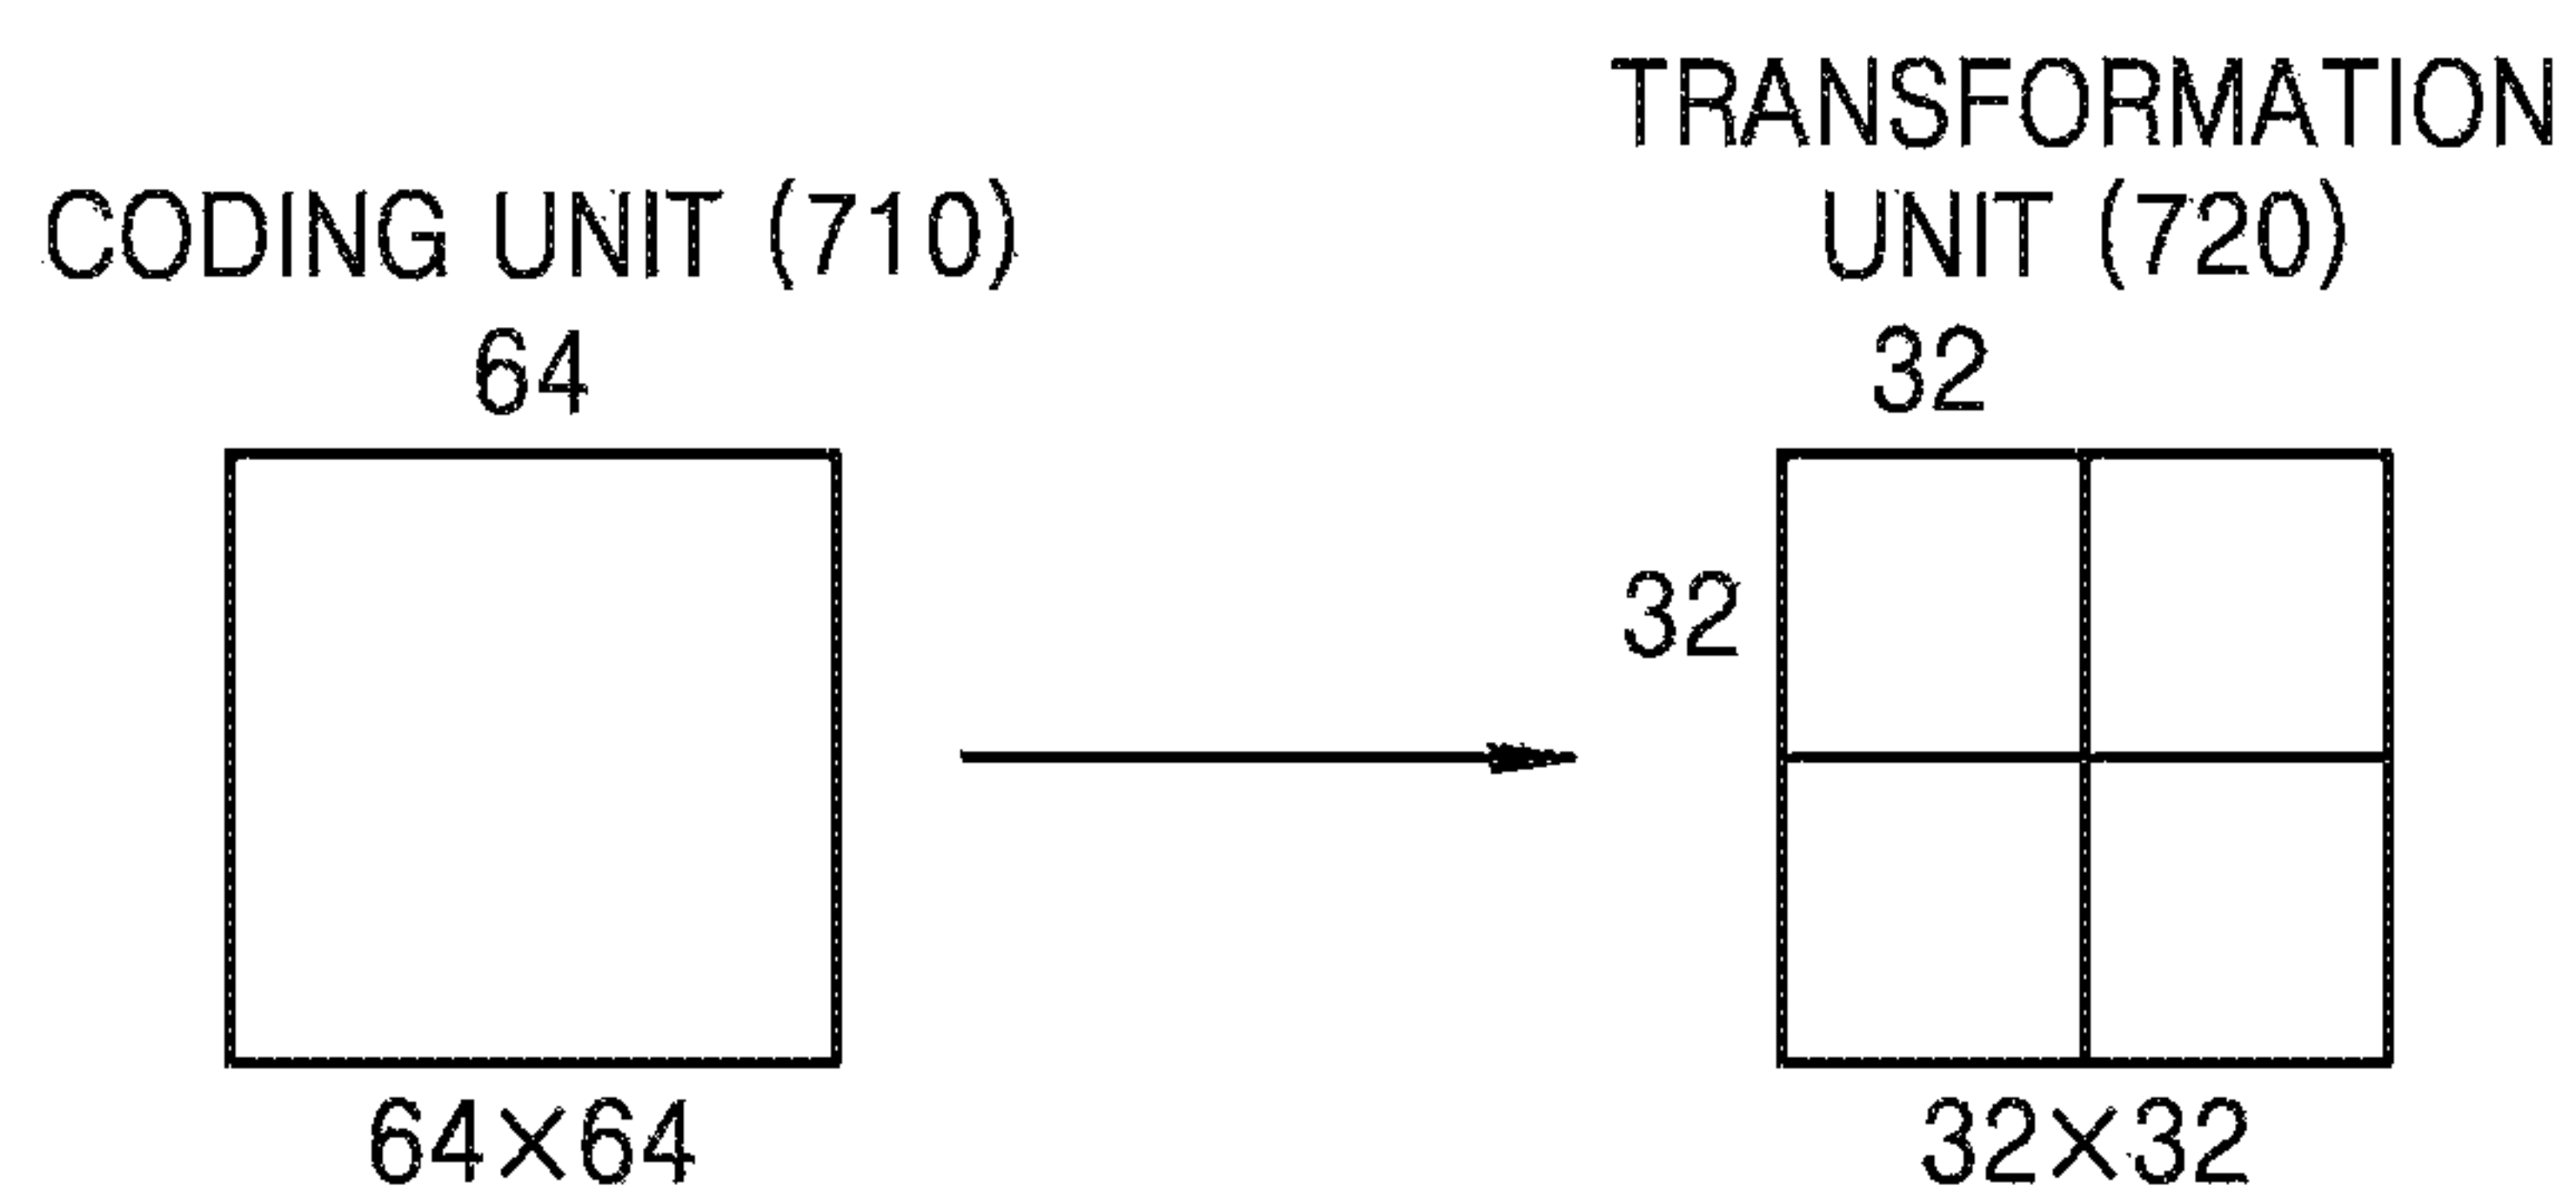 CODING UNIT (710)
64
64×64
TRANSFORMATION
UNIT (720)
32
32
32×32